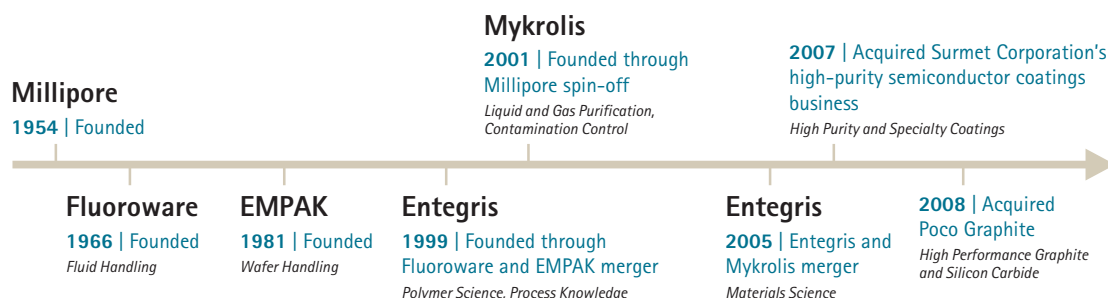 Millipore
1954 | Founded
Mykrolis
2001 | Founded through
Millipore spin-off
Liquid and Gas Purification,
Contamination Control
2007 | Acquired Surmet Corporation's
high-purity semiconductor coatings
business
High Purity and Specialty Coatings
Fluoroware
1966 | Founded
Fluid Handling
EMPAK
1981 | Founded
Wafer Handling
Entegris
1999 | Founded through
Fluoroware and EMPAK merger
Polymer Science, Process Knowledge
Entegris
2005 | Entegris and
Mykrolis merger
Materials Science
2008 | Acquired
Poco Graphite
High Performance Graphite
and Silicon Carbide